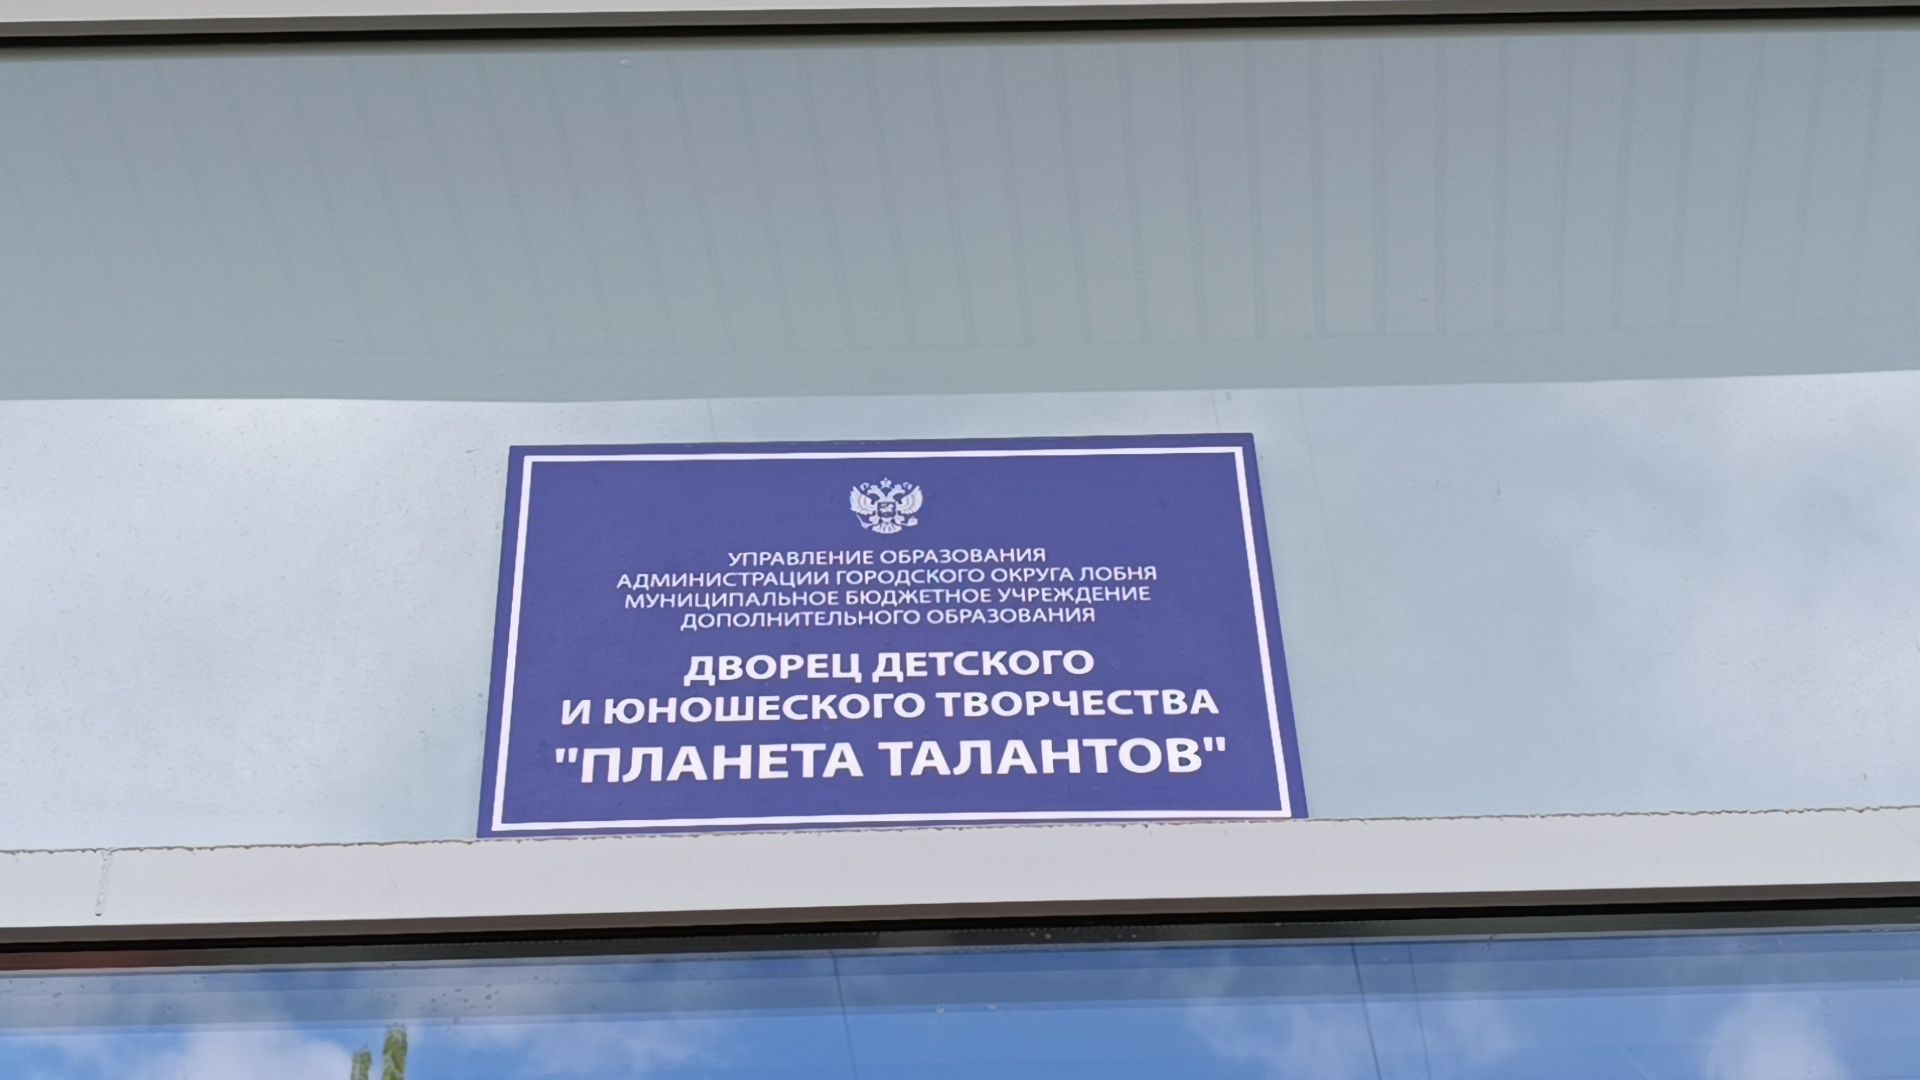 УПРАВЛЕНИЕ ОБРАЗОВАНИЯ
АДМИНИСТРАЦИИ ГОРОДСКОГО ОКРУГА ЛОБНЯ
МУНИЦИПАЛЬНОЕ БЮДЖЕТНОЕ УЧРЕЖДЕНИЕ
ДОПОЛНИТЕЛЬНОГО ОБРАЗОВАНИЯ
ДВОРЕЦ ДЕТСКОГО
И ЮНОШЕСКОГО ТВОРЧЕСТВА
"ПЛАНЕТА ТАЛАНТОВ"